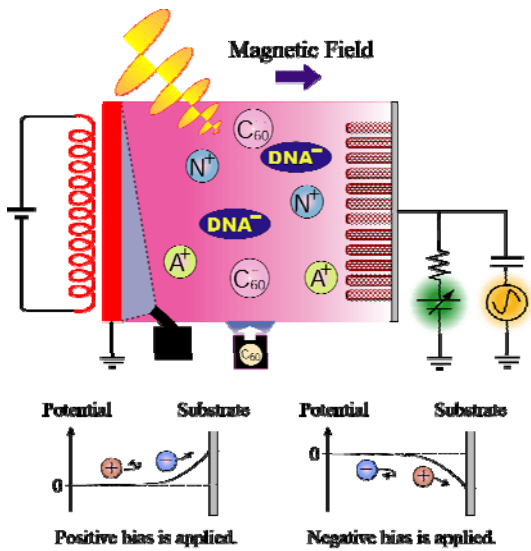 Magnetic Field
C60-
DNA-
N+
N+
DNA-
A+
C60-
A+
C60
Potential
Substrate
Potential
Substrate
+
-
0
0
-
+
Positive bias is applied.
Negative bias is applied.